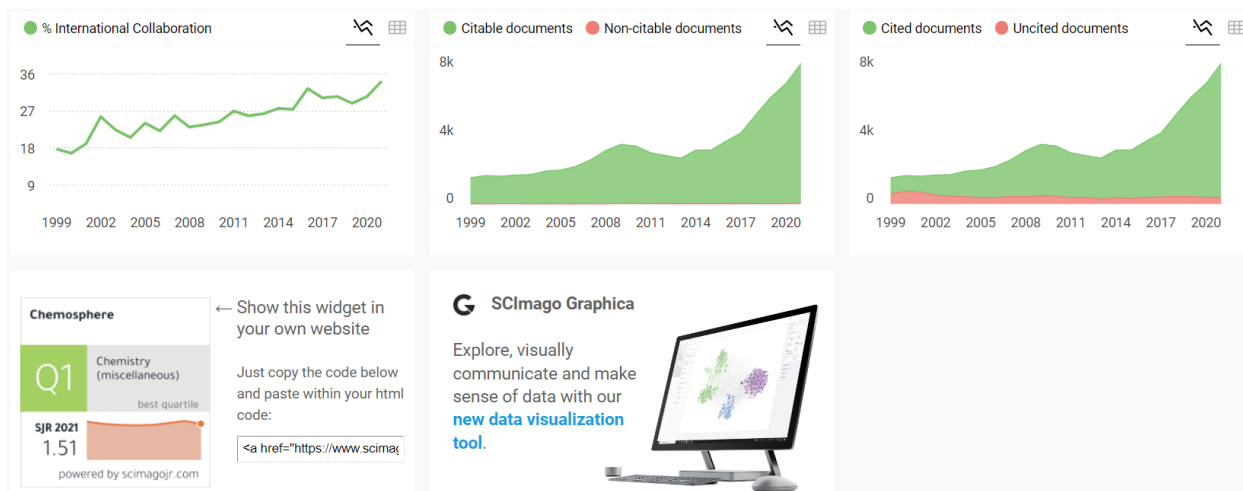 % International Collaboration
36
27
18
9
1999 2002 2005 2008 2011 2014 2017 2020
Citable documents Non-citable documents
8k
4k
0
1999 2002 2005 2008 2011 2014 2017 2020
Cited documents Uncited documents
8k
4k
0
1999 2002 2005 2008 2011 2014 2017 2020
Chemosphere
Q1
Chemistry
(miscellaneous)
best quartile
SJR 2021
1.51
powered by scimagojr.com
← Show this widget in
your own website
Just copy the code below
and paste within your html
code:
<a href="https://www.scimag
SCImago Graphica
Explore, visually
communicate and make
sense of data with our
new data visualization
tool.